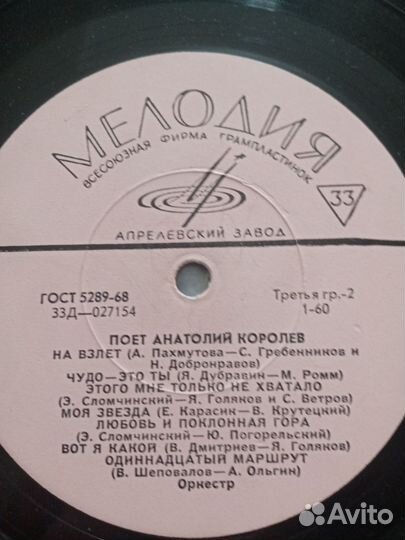 МЕЛОДИЯ
ВСЕСОЮЗНАЯ ФИРМА ГРАМПЛАСТИНОК
33
АПРЕЛЕВСКИЙ ЗАВОД
ГОСТ 5289-68
33Д—027154
Третья гр.-2
1-60
ПОЕТ АНАТОЛИЙ КОРОЛЕВ
НА ВЗЛЕТ (А. Пахмутова—С. Гребенников и
Н. Добронравов)
ЧУДО—ЭТО ТЫ (Я. Дубравин—М. Ромм)
ЭТОГО МНЕ ТОЛЬКО НЕ ХВАТАЛО
(Э. Сломчинский—Я. Голяков и С. Ветров)
МОЯ ЗВЕЗДА (Е. Карасик—В. Крутецкий)
ЛЮБОВЬ И ПОКЛОННАЯ ГОРА
(Э. Сломчинский—Ю. Погорельский)
ВОТ Я КАКОЙ (В. Дмитриев—Я. Голяков)
ОДИННАДЦАТЫЙ МАРШРУТ
(В. Шеповалов—А. Ольгин)
Оркестр
Avito